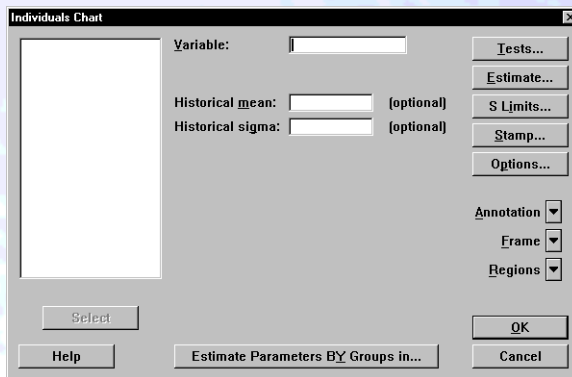 Individuals Chart
Variable:
Tests...
Estimate...
Historical mean: (optional)
S Limits...
Historical sigma: (optional)
Stamp...
Options...
Annotation
Frame
Regions
Select
OK
Help
Estimate Parameters BY Groups in...
Cancel